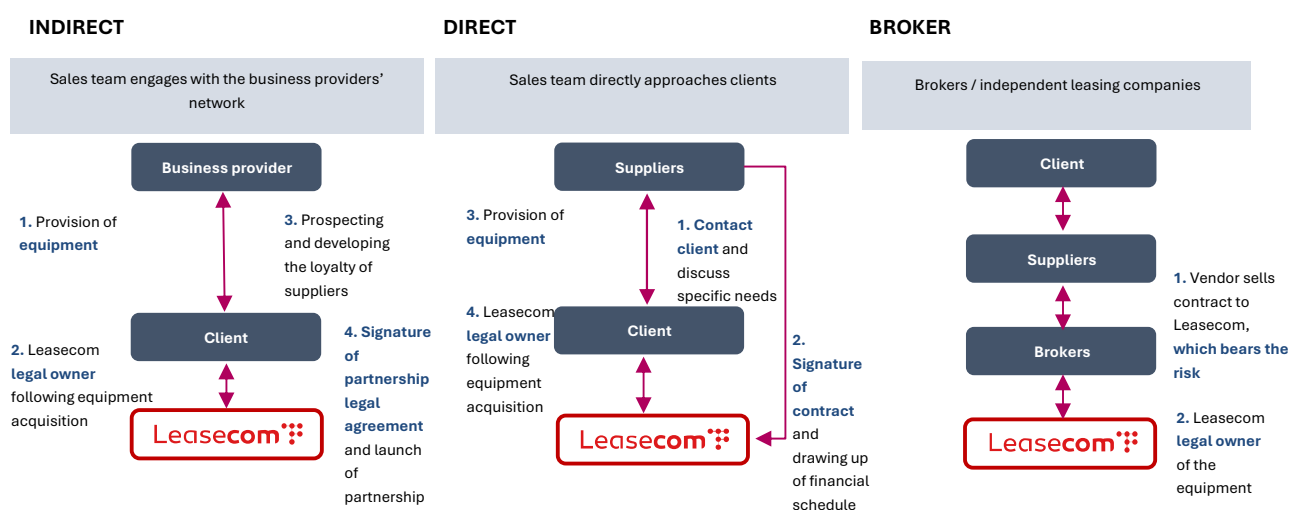 INDIRECT
Sales team engages with the business providers’
network
Business provider
1. Provision of
equipment
3. Prospecting
and developing
the loyalty of
suppliers
Client
2. Leasecom
legal owner
following equipment
acquisition
4. Signature
of
partnership
legal
agreement
and launch
of
partnership
Leasecom
DIRECT
Sales team directly approaches clients
Suppliers
3. Provision of
equipment
1. Contact
client and
discuss
specific needs
4. Leasecom
legal owner
following
equipment
acquisition
Client
2.
Signature
of
contract
and
drawing up
of financial
schedule
Leasecom
BROKER
Brokers / independent leasing companies
Client
Suppliers
Brokers
1. Vendor sells
contract to
Leasecom,
which bears the
risk
Leasecom
2. Leasecom
legal owner
of the
equipment